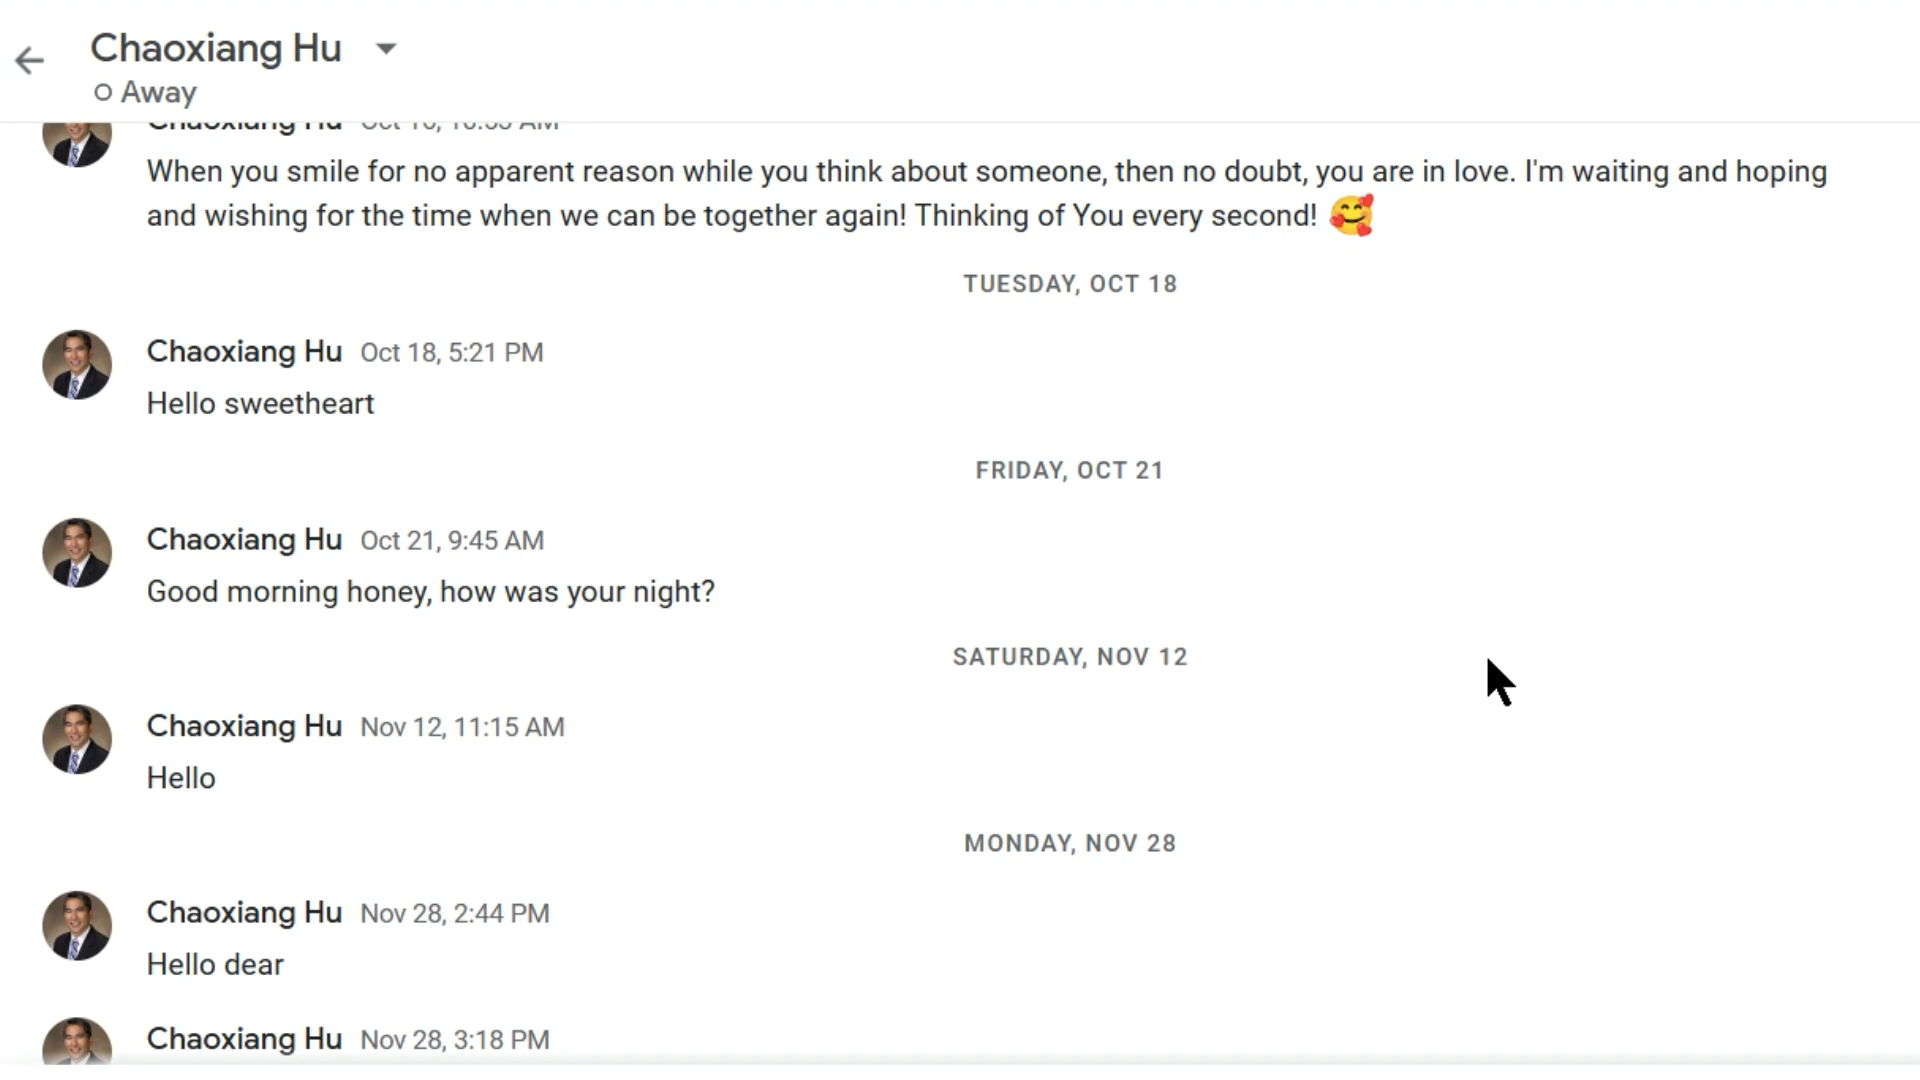 Chaoxiang Hu
Away
Chaoxiang Hu
When you smile for no apparent reason while you think about someone, then no doubt, you are in love. I'm waiting and hoping
and wishing for the time when we can be together again! Thinking of You every second! 🥰
TUESDAY, OCT 18
Chaoxiang Hu Oct 18, 5:21 PM
Hello sweetheart
FRIDAY, OCT 21
Chaoxiang Hu Oct 21, 9:45 AM
Good morning honey, how was your night?
SATURDAY, NOV 12
Chaoxiang Hu Nov 12, 11:15 AM
Hello
MONDAY, NOV 28
Chaoxiang Hu Nov 28, 2:44 PM
Hello dear
Chaoxiang Hu Nov 28, 3:18 PM